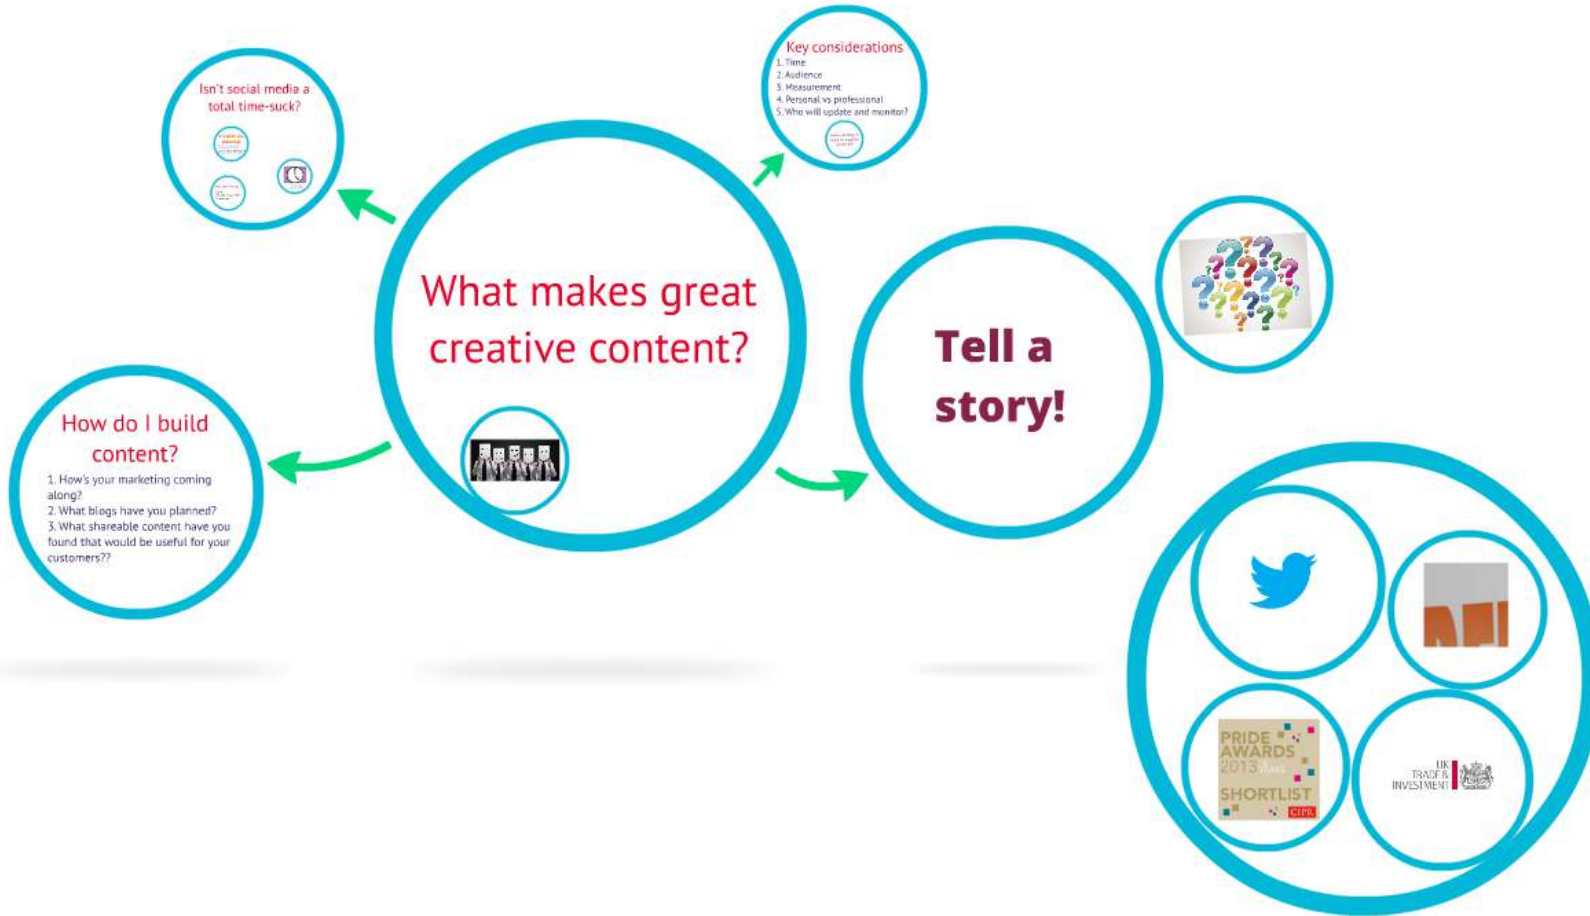 Isn't social media a
total time-suck?
Key considerations
1. Time
2. Audience
3. Measurement
4. Personal vs professional
5. Who will update and monitor?
What makes great
creative content?
Tell a
story!
How do I build
content?
1. How's your marketing coming
along?
2. What blogs have you planned?
3. What shareable content have you
found that would be useful for your
customers??
PRIDE
AWARDS
2013
SHORTLIST
CIPR
UK
TRADE &
INVESTMENT